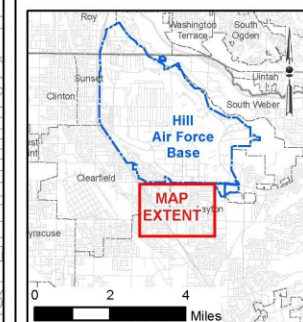 Roy
Washington
Terrace
South
Ogden
Sunset
Uintah
Clinton
South Weber
Hill
Air Force
Base
Clearfield
MAP
EXTENT
0 2 4
Miles